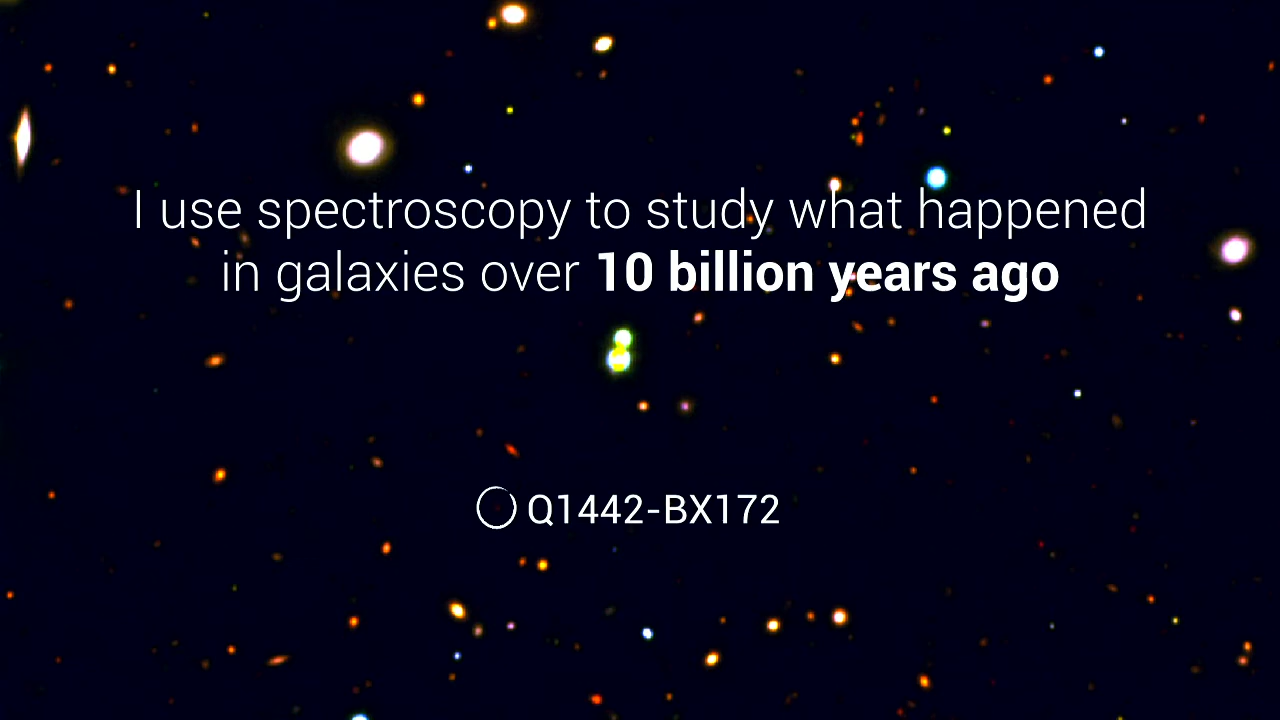 I use spectroscopy to study what happened
in galaxies over 10 billion years ago
Q1442-BX172